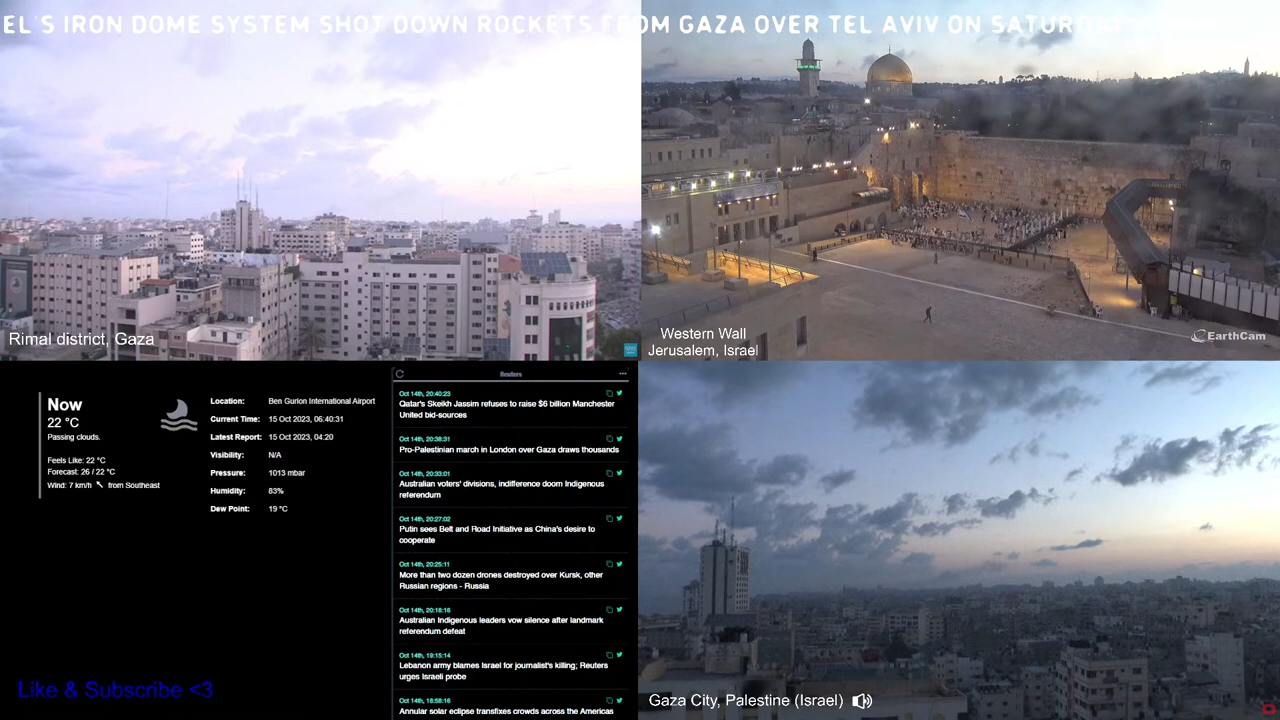 EL'S IRON DOME SYSTEM SHOT DOWN ROCKETS FROM GAZA OVER TEL AVIV ON SATURDAY
Rimal district, Gaza
Western Wall
Jerusalem, Israel
EarthCam
Now
22 °C
Passing clouds.
Feels Like: 22 °C
Forecast: 26 / 22 °C
Wind: 7 km/h from Southeast
Location: Ben Gurion International Airport
Current Time: 15 Oct 2023, 06:40:31
Latest Report: 15 Oct 2023, 04:20
Visibility: N/A
Pressure: 1013 mbar
Humidity: 83%
Dew Point: 19 °C
Like & Subscribe <3
Reuters
Oct 14th, 20:40:23
Qatar's Skeikh Jassim refuses to raise $6 billion Manchester
United bid-sources
Oct 14th, 20:38:31
Pro-Palestinian march in London over Gaza draws thousands
Oct 14th, 20:33:01
Australian voters' divisions, indifference doom Indigenous
referendum
Oct 14th, 20:27:02
Putin sees Belt and Road Initiative as China's desire to
cooperate
Oct 14th, 20:25:11
More than two dozen drones destroyed over Kursk, other
Russian regions - Russia
Oct 14th, 20:18:16
Australian Indigenous leaders vow silence after landmark
referendum defeat
Oct 14th, 19:15:14
Lebanon army blames Israel for journalist's killing; Reuters
urges Israeli probe
Oct 14th, 18:58:16
Annular solar eclipse transfixes crowds across the Americas
Gaza City, Palestine (Israel)